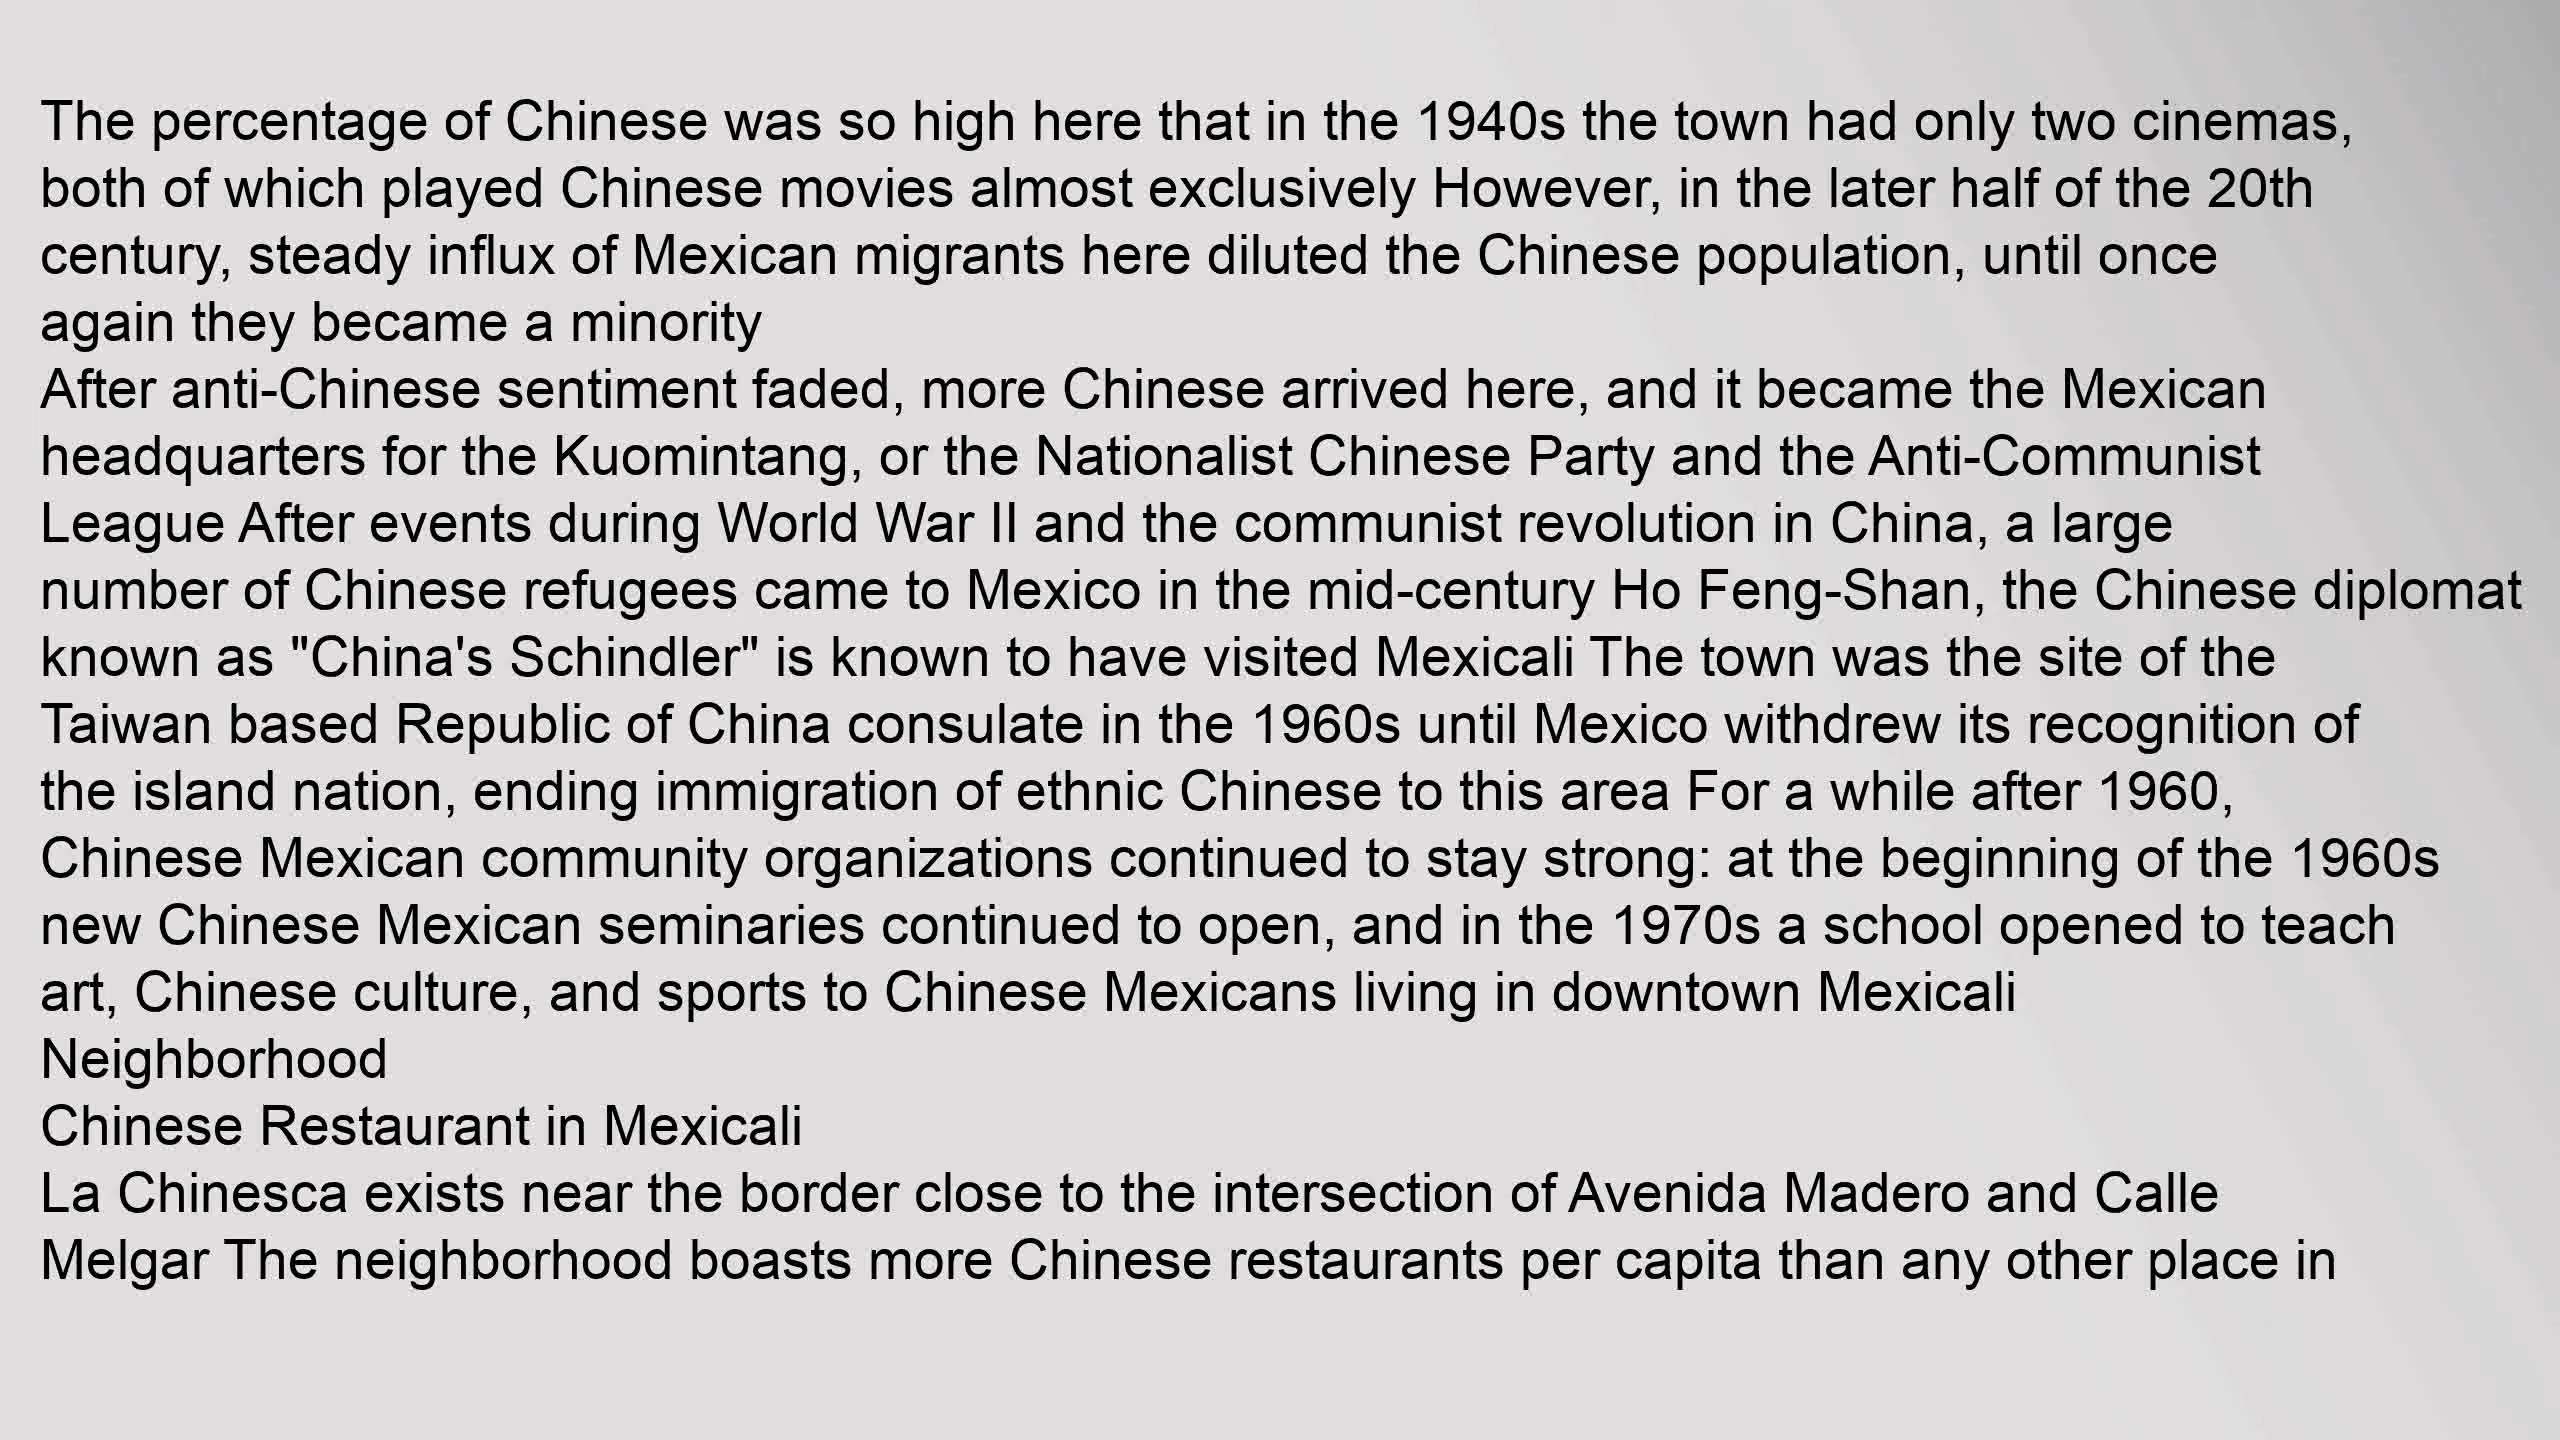 The percentage of Chinese was so high here that in the 1940s the town had only two cinemas,
both of which played Chinese movies almost exclusively However, in the later half of the 20th
century, steady influx of Mexican migrants here diluted the Chinese population, until once
again they became a minority
After anti-Chinese sentiment faded, more Chinese arrived here, and it became the Mexican
headquarters for the Kuomintang, or the Nationalist Chinese Party and the Anti-Communist
League After events during World War II and the communist revolution in China, a large
number of Chinese refugees came to Mexico in the mid-century Ho Feng-Shan, the Chinese diplomat
known as "China's Schindler" is known to have visited Mexicali The town was the site of the
Taiwan based Republic of China consulate in the 1960s until Mexico withdrew its recognition of
the island nation, ending immigration of ethnic Chinese to this area For a while after 1960,
Chinese Mexican community organizations continued to stay strong: at the beginning of the 1960s
new Chinese Mexican seminaries continued to open, and in the 1970s a school opened to teach
art, Chinese culture, and sports to Chinese Mexicans living in downtown Mexicali
Neighborhood
Chinese Restaurant in Mexicali
La Chinesca exists near the border close to the intersection of Avenida Madero and Calle
Melgar The neighborhood boasts more Chinese restaurants per capita than any other place in